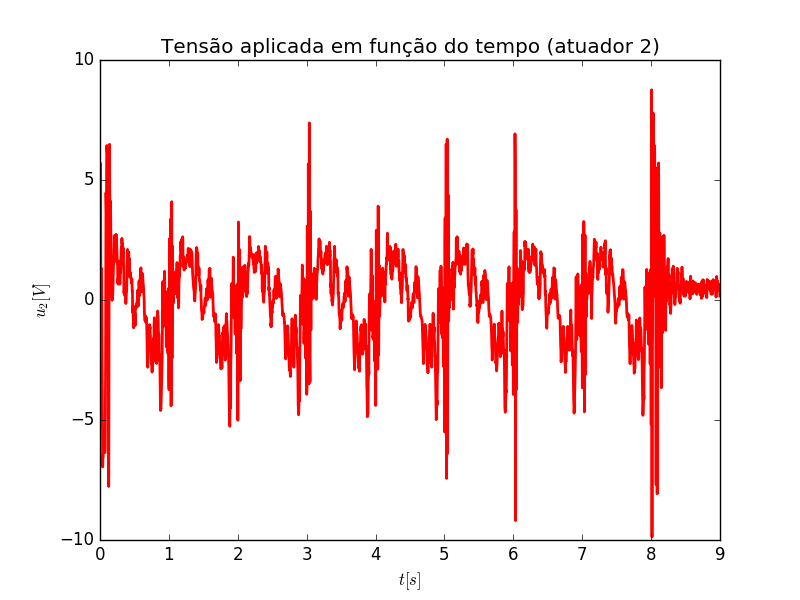 Tensão aplicada em função do tempo (atuador 2)
10
5
0
−5
−10
u₂[V]
0 1 2 3 4 5 6 7 8 9
t[s]